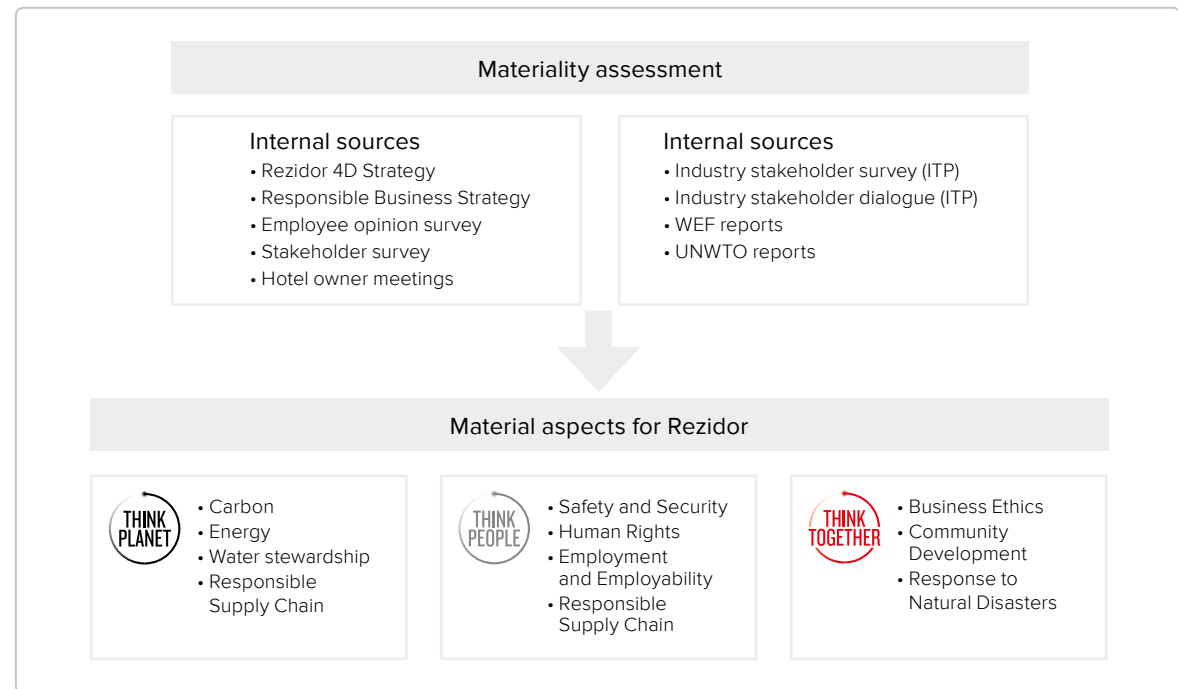 Materiality assessment
Internal sources
• Rezidor 4D Strategy
• Responsible Business Strategy
• Employee opinion survey
• Stakeholder survey
• Hotel owner meetings
Internal sources
• Industry stakeholder survey (ITP)
• Industry stakeholder dialogue (ITP)
• WEF reports
• UNWTO reports
Material aspects for Rezidor
THINK
PLANET
• Carbon
• Energy
• Water stewardship
• Responsible
Supply Chain
THINK
PEOPLE
• Safety and Security
• Human Rights
• Employment
and Employability
• Responsible
Supply Chain
THINK
TOGETHER
• Business Ethics
• Community
Development
• Response to
Natural Disasters